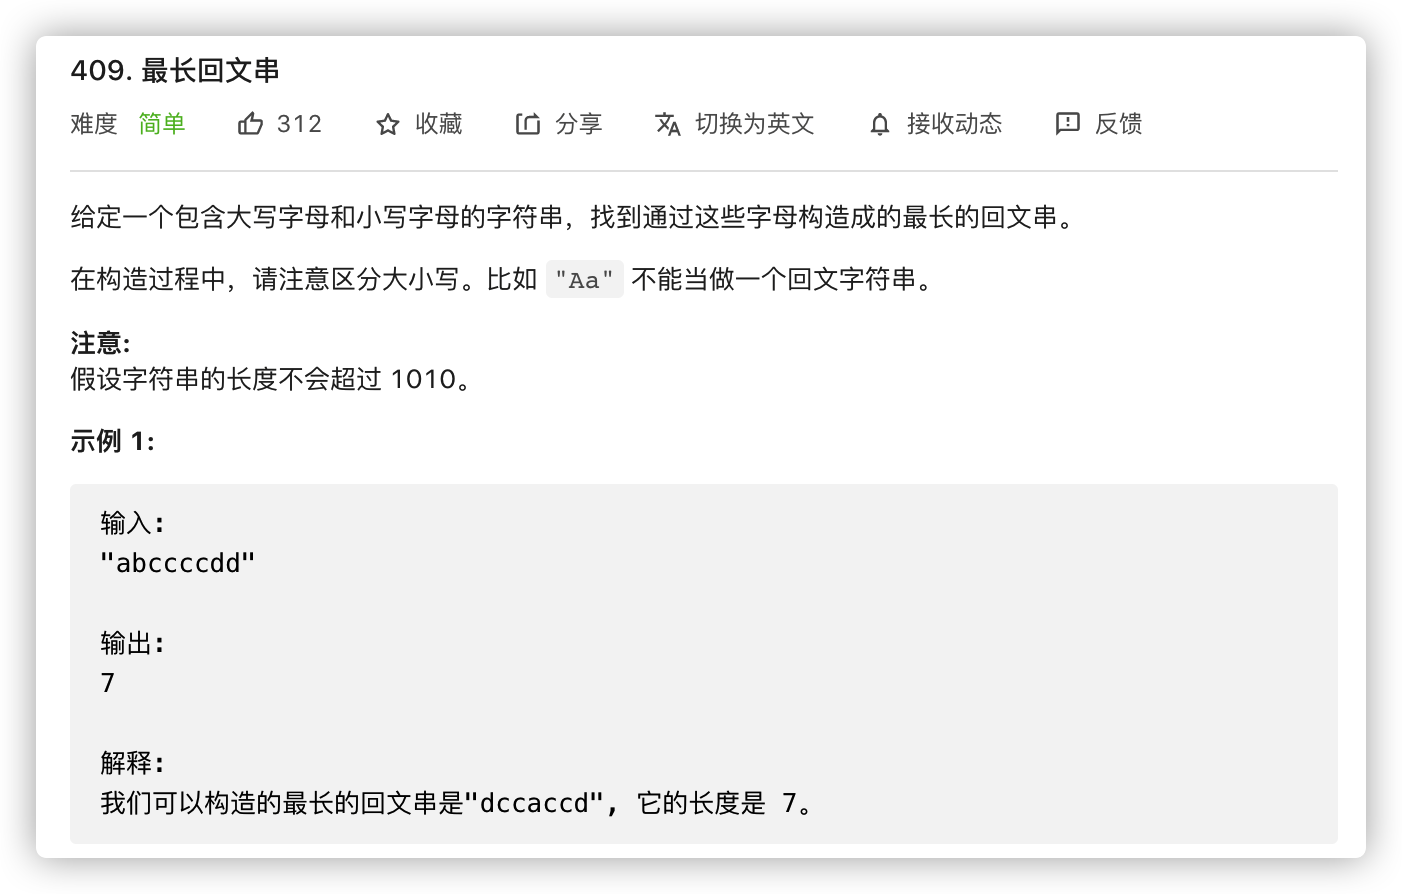 409. 最长回文串
难度 简单 312 收藏 分享 切换为英文 接收动态 反馈
给定一个包含大写字母和小写字母的字符串，找到通过这些字母构造成的最长的回文串。
在构造过程中，请注意区分大小写。比如 "Aa" 不能当做一个回文字符串。
注意:
假设字符串的长度不会超过 1010。
示例 1:
输入:
"abccccdd"
输出:
7
解释:
我们可以构造的最长的回文串是"dccaccd", 它的长度是 7。